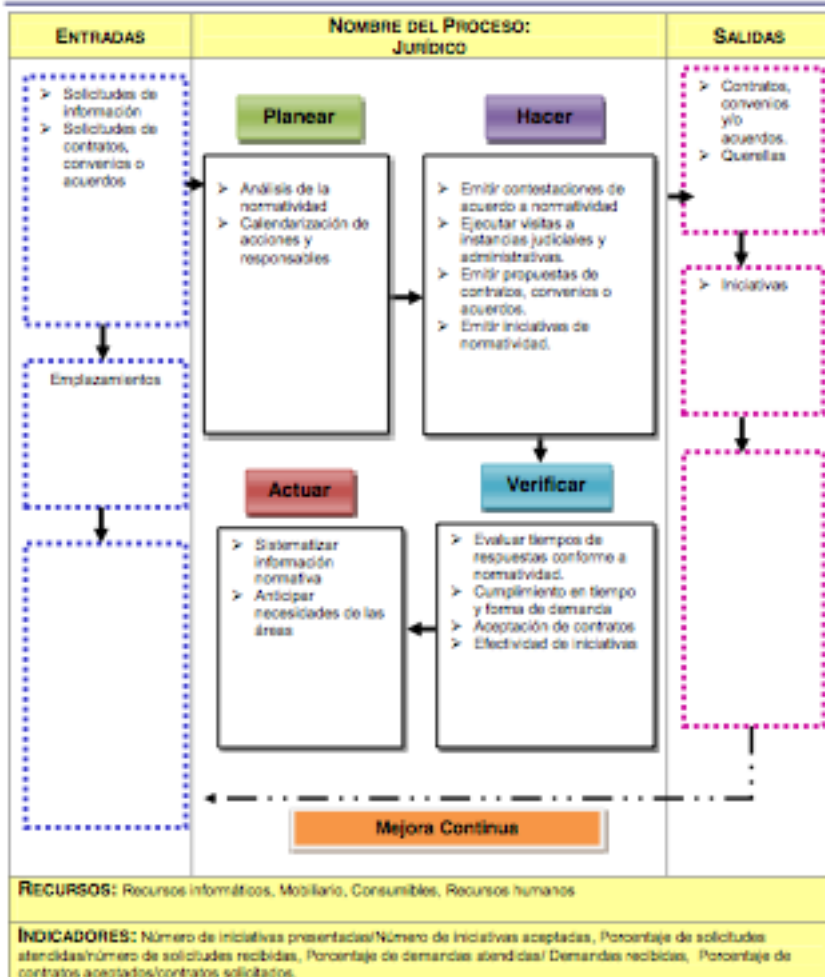 ENTRADAS
NOMBRE DEL PROCESO:
JURÍDICO
SALIDAS
➢ Solicitudes de
información
➢ Solicitudes de
contratos,
convenios o
acuerdos
Emplazamientos
Planear
➢ Análisis de la
normatividad
➢ Calendarización de
acciones y
responsables
Hacer
➢ Emitir contestaciones de
acuerdo a normatividad
➢ Ejecutar visitas a
instancias judiciales y
administrativas.
➢ Emitir propuestas de
contratos, convenios o
acuerdos.
➢ Emitir iniciativas de
normatividad.
Actuar
➢ Sistematizar
información
normativa
➢ Anticipar
necesidades de las
áreas
Verificar
➢ Evaluar tiempos de
respuestas conforme a
normatividad.
➢ Cumplimiento en tiempo
y forma de demanda
➢ Aceptación de contratos
➢ Efectividad de iniciativas
➢ Contratos,
convenios
y/o
acuerdos.
➢ Querellas
➢ Iniciativas
Mejora Continua
RECURSOS: Recursos informáticos, Mobiliario, Consumibles, Recursos humanos
INDICADORES: Número de iniciativas presentadas/Número de iniciativas aceptadas, Porcentaje de solicitudes
atendidas/número de solicitudes recibidas, Porcentaje de demandas atendidas/ Demandas recibidas, Porcentaje de
contratos aceptados/contratos solicitados.